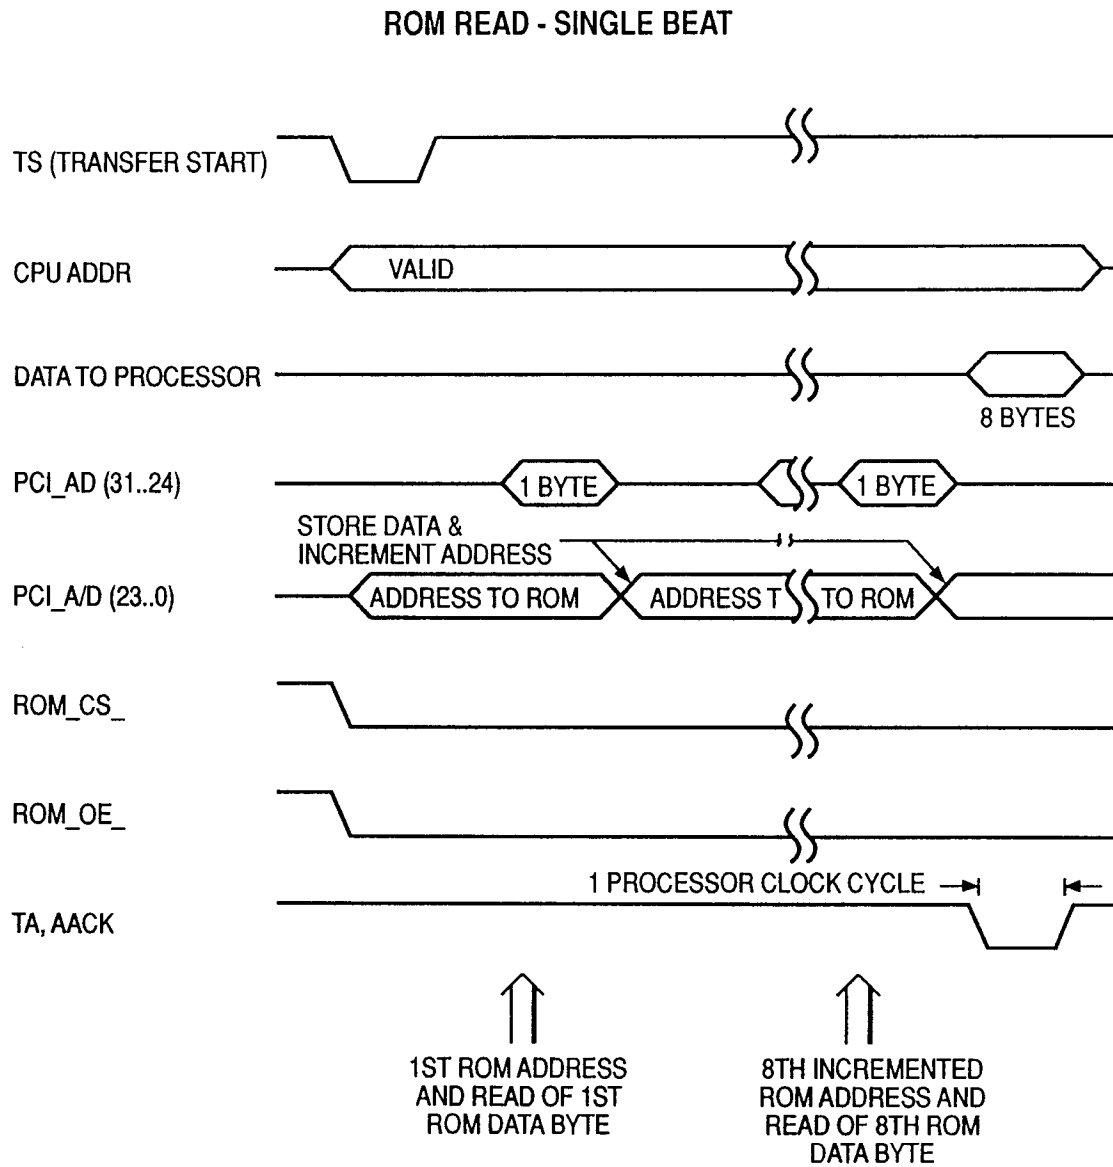 ROM READ - SINGLE BEAT
TS (TRANSFER START)
CPU ADDR
VALID
DATA TO PROCESSOR
8 BYTES
PCI_AD (31..24)
1 BYTE
1 BYTE
STORE DATA &
INCREMENT ADDRESS
PCI_A/D (23..0)
ADDRESS TO ROM
ADDRESS T
TO ROM
ROM_CS_
ROM_OE_
1 PROCESSOR CLOCK CYCLE
TA, AACK
1ST ROM ADDRESS
AND READ OF 1ST
ROM DATA BYTE
8TH INCREMENTED
ROM ADDRESS AND
READ OF 8TH ROM
DATA BYTE